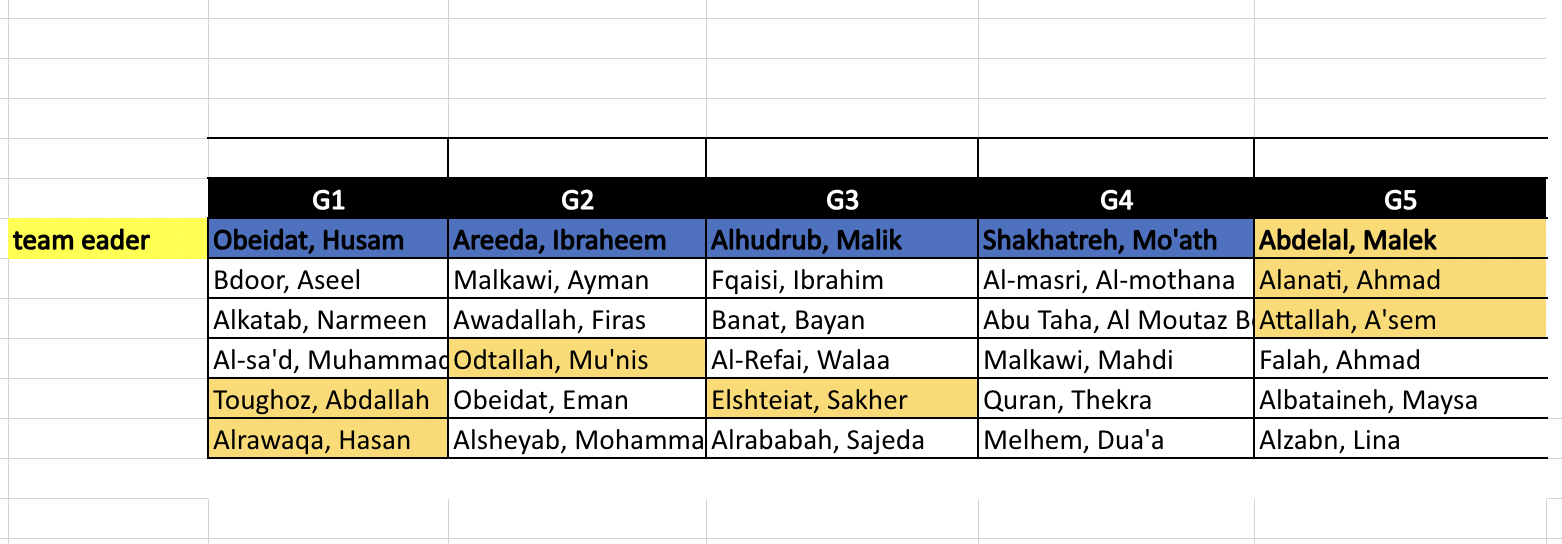 G1 G2 G3 G4 G5
team eader Obeidat, Husam Areeda, Ibraheem Alhudrub, Malik Shakhatreh, Mo'ath Abdelal, Malek
Bdoor, Aseel Malkawi, Ayman Fqaisi, Ibrahim Al-masri, Al-mothana Alanati, Ahmad
Alkatab, Narmeen Awadallah, Firas Banat, Bayan Abu Taha, Al Moutaz Attallah, A'sem
Al-sa'd, Muhammad Odtallah, Mu'nis Al-Refai, Walaa Malkawi, Mahdi Falah, Ahmad
Toughoz, Abdallah Obeidat, Eman Elshteiat, Sakher Quran, Thekra Albataineh, Maysa
Alrawaqa, Hasan Alsheyab, Mohamma Alrababah, Sajeda Melhem, Dua'a Alzabn, Lina